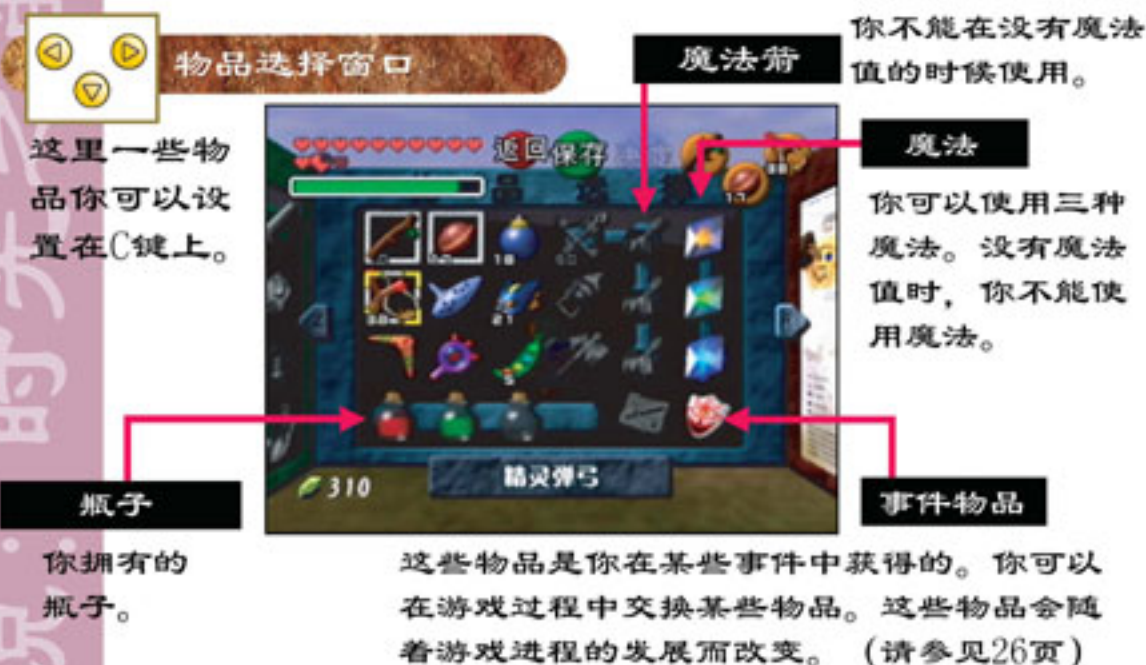 物品选择窗口
这里一些物
品你可以设
置在C键上。
魔法箭
你不能在没有魔法
值的时候使用。
魔法
你可以使用三种
魔法。没有魔法
值时，你不能使
用魔法。
返回
保存
18
21
5
310
精灵弹弓
瓶子
你拥有的
瓶子。
事件物品
这些物品是你在某些事件中获得的。你可以
在游戏过程中交换某些物品。这些物品会随
着游戏进程的发展而改变。（请参见26页）